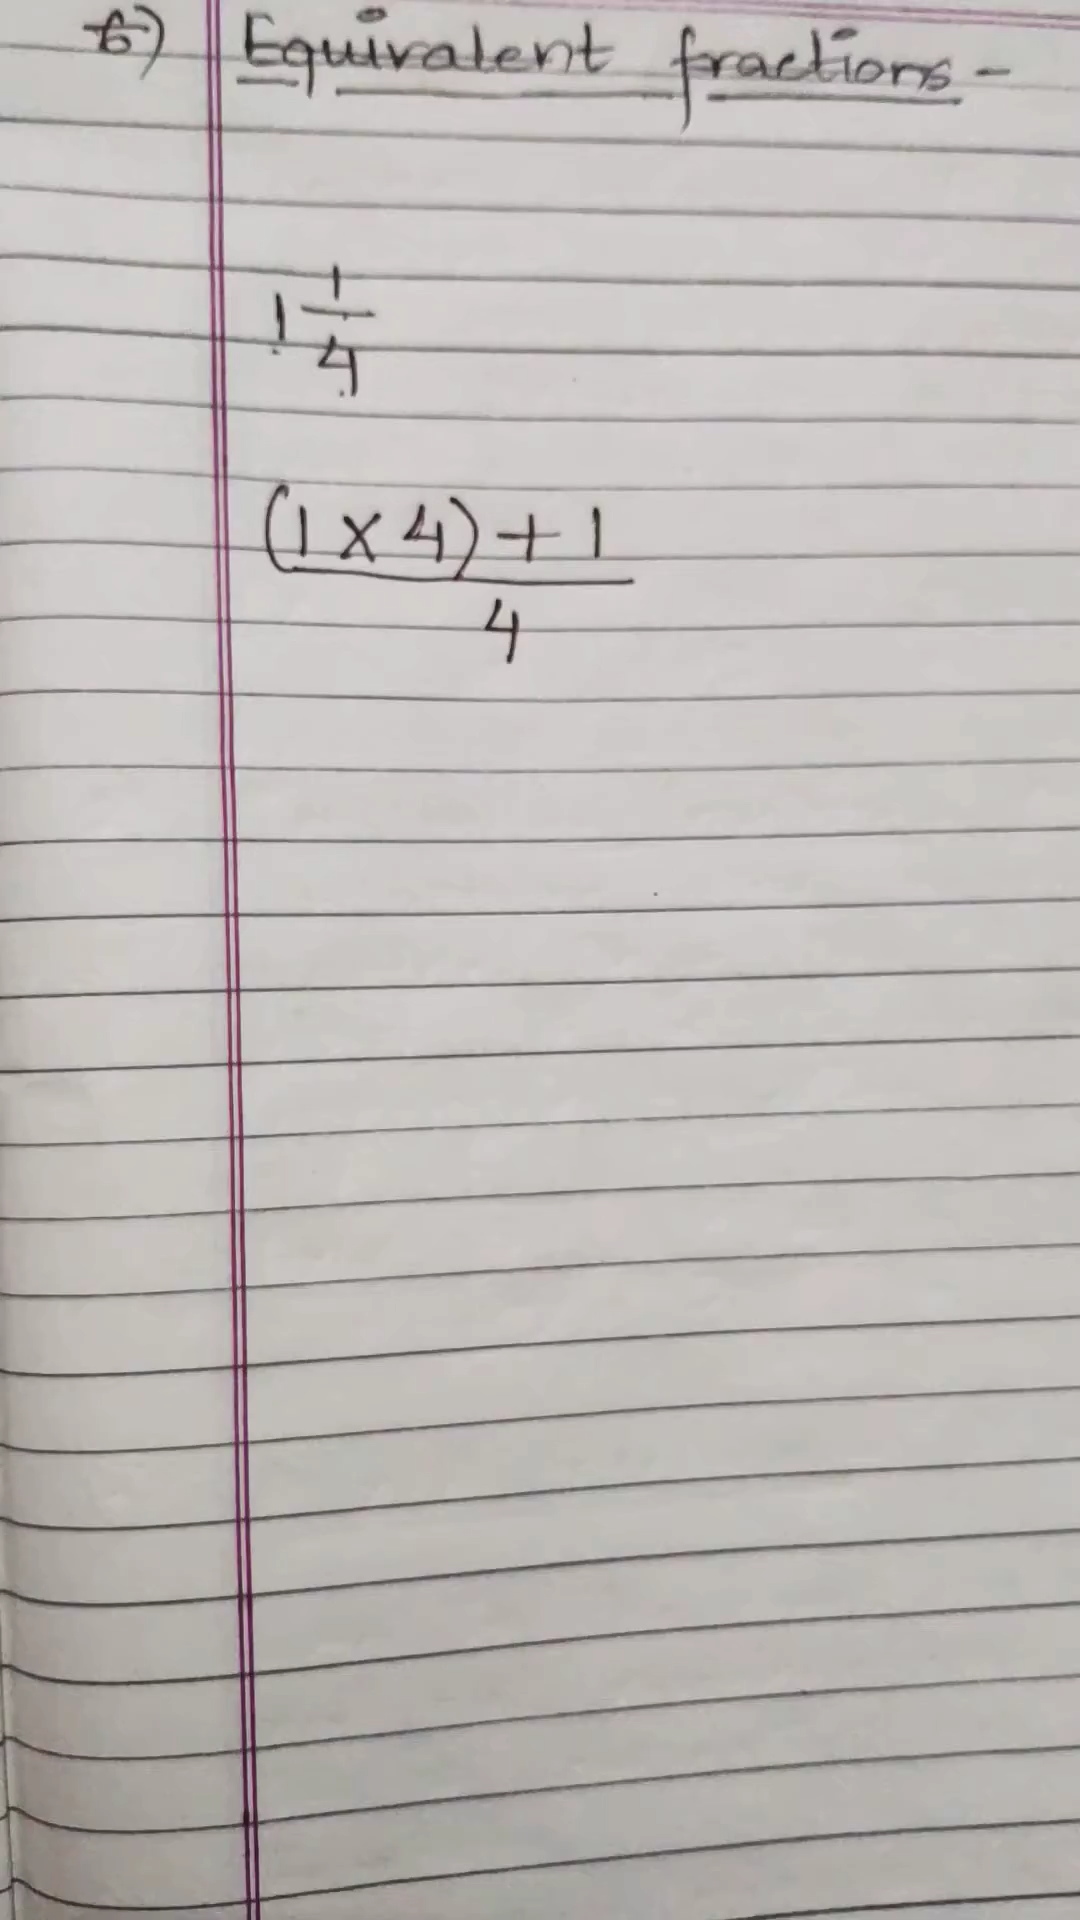 6) Equivalent fractions -
1 1/4
(1 x 4) + 1
4